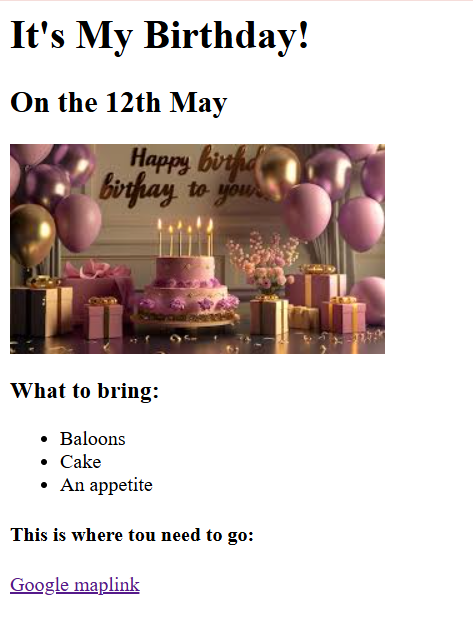 It's My Birthday!
On the 12th May
Happy birthd
birthay to you
What to bring:
Baloons
Cake
An appetite
This is where tou need to go:
Google maplink